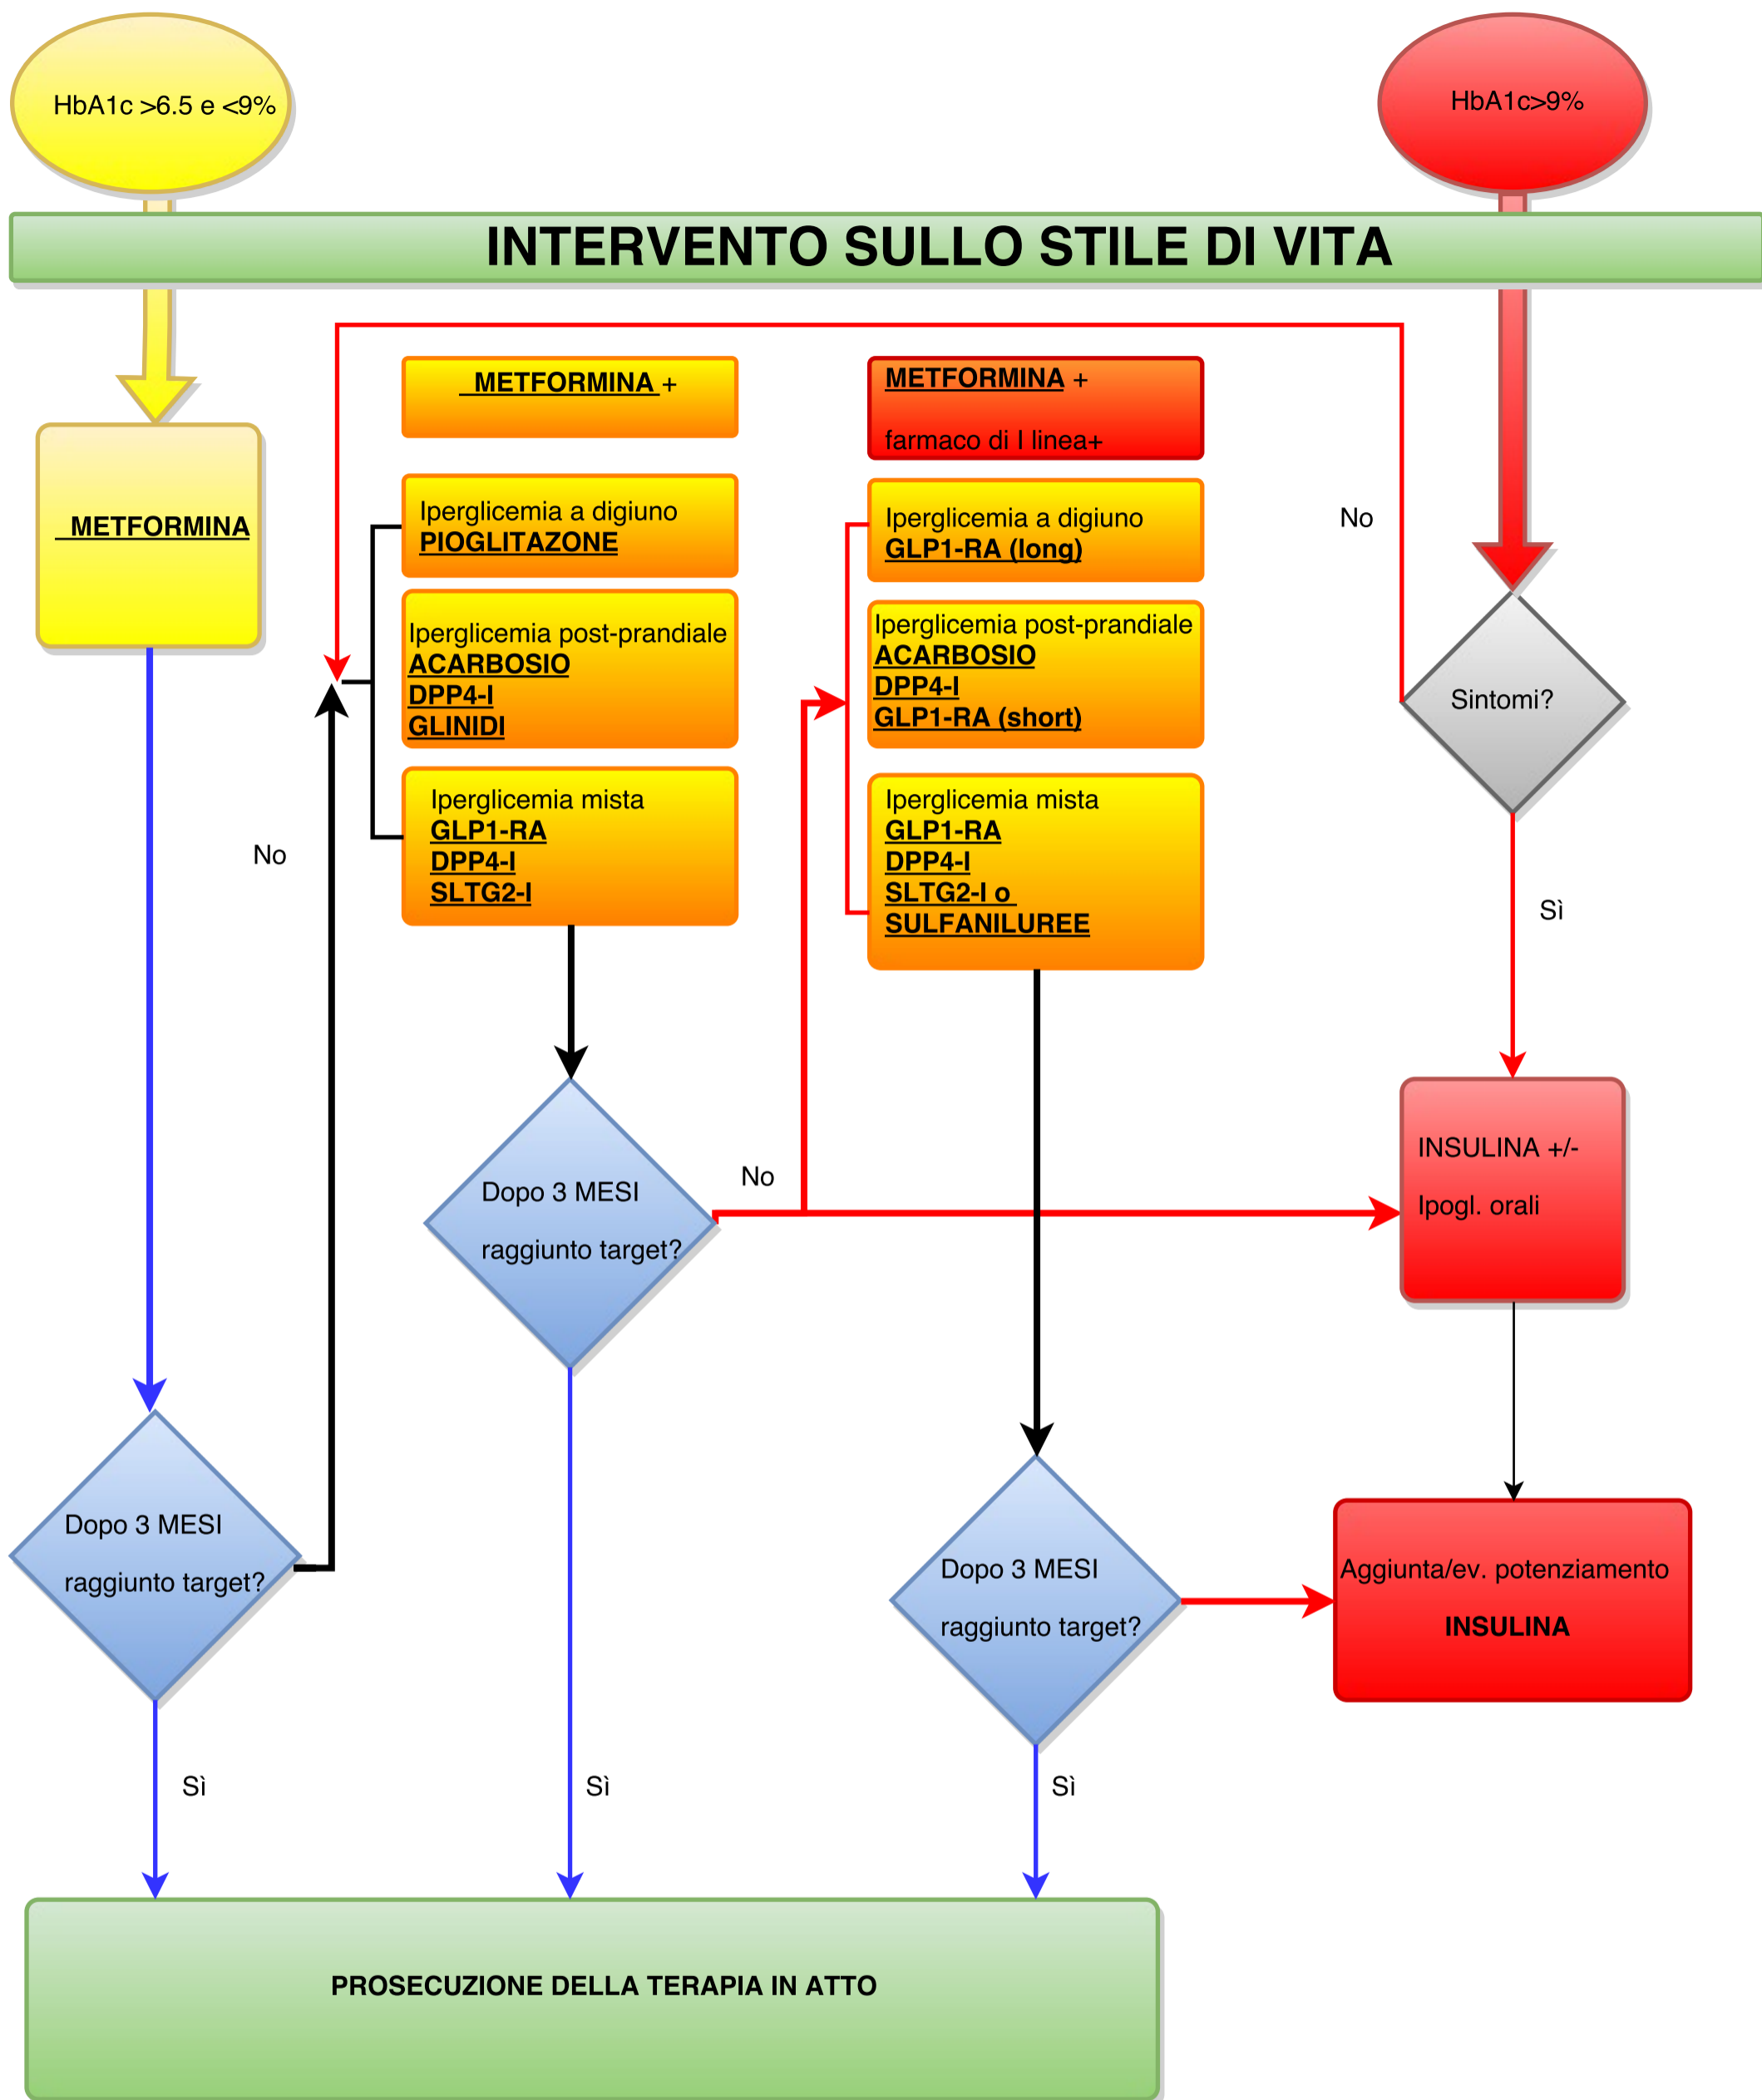 HbA1c >6.5 e <9%
HbA1c>9%
INTERVENTO SULLO STILE DI VITA
METFORMINA
METFORMINA +
Iperglicemia a digiuno
PIOGLITAZONE
Iperglicemia post-prandiale
ACARBOSIO
DPP4-I
GLINIDI
Iperglicemia mista
GLP1-RA
DPP4-I
SLTG2-I
METFORMINA +
farmaco di I linea+
Iperglicemia a digiuno
GLP1-RA (long)
Iperglicemia post-prandiale
ACARBOSIO
DPP4-I
GLP1-RA (short)
Iperglicemia mista
GLP1-RA
DPP4-I
SLTG2-I o
SULFANILUREE
No
Sintomi?
No
Sì
Dopo 3 MESI
raggiunto target?
No
INSULINA +/-
Ipogl. orali
Dopo 3 MESI
raggiunto target?
Dopo 3 MESI
raggiunto target?
Aggiunta/ev. potenziamento
INSULINA
Sì
Sì
Sì
PROSECUZIONE DELLA TERAPIA IN ATTO